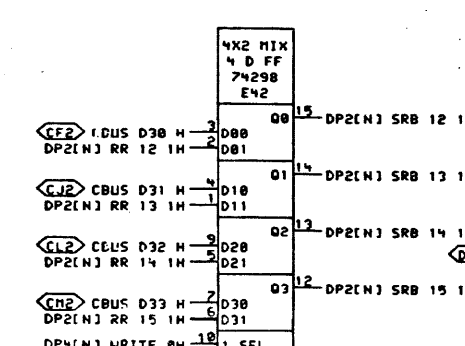 4X2 MIX
4 D FF
74298
E42
CF2 CBUS D30 H 3 D00 Q0 15 DP2[N] SRB 12 1
DP2[N] RR 12 1H 2 D01
CJ2 CBUS D31 H 4 D10 Q1 14 DP2[N] SRB 13 1
DP2[N] RR 13 1H 1 D11
CL2 CBUS D32 H 9 D20 Q2 13 DP2[N] SRB 14 1
DP2[N] RR 14 1H 5 D21
CM2 CBUS D33 H 7 D30 Q3 12 DP2[N] SRB 15 1
DP2[N] RR 15 1H 6 D31
DP4[N] WRITE 0H 10 1 SEL